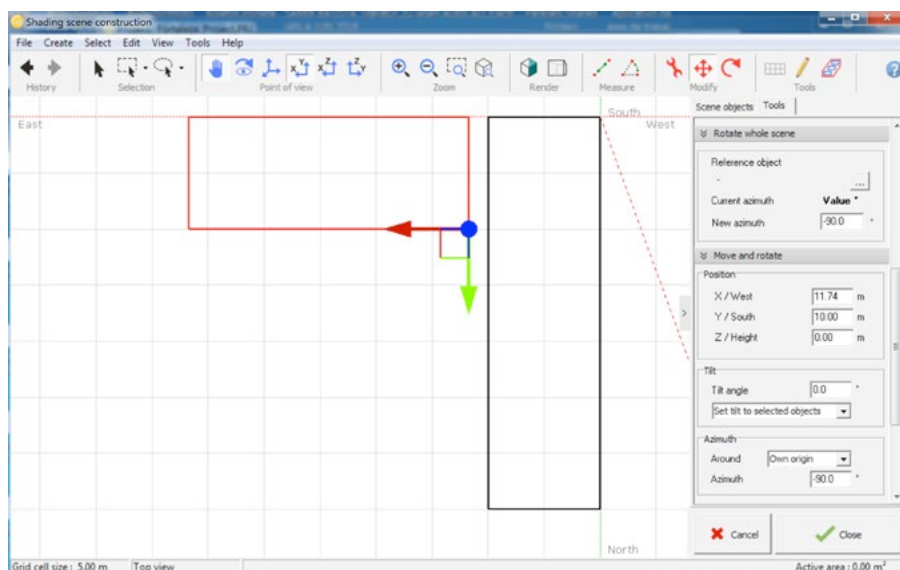 Shading scene construction
File Create Select Edit View Tools Help
History Selection Point of view Zoom Render Measure Modify Tools
Scene objects Tools
East South West
Rotate whole scene
Reference object
-
...
Current azimuth Value °
New azimuth -90.0 °
Move and rotate
Position
X / West 11.74 m
Y / South 10.00 m
Z / Height 0.00 m
Tilt
Tilt angle 0.0 °
Set tilt to selected objects
Azimuth
Around Own origin
Azimuth -90.0 °
Cancel Close
North
Grid cell size : 5.00 m Top view Active area : 0.00 m²